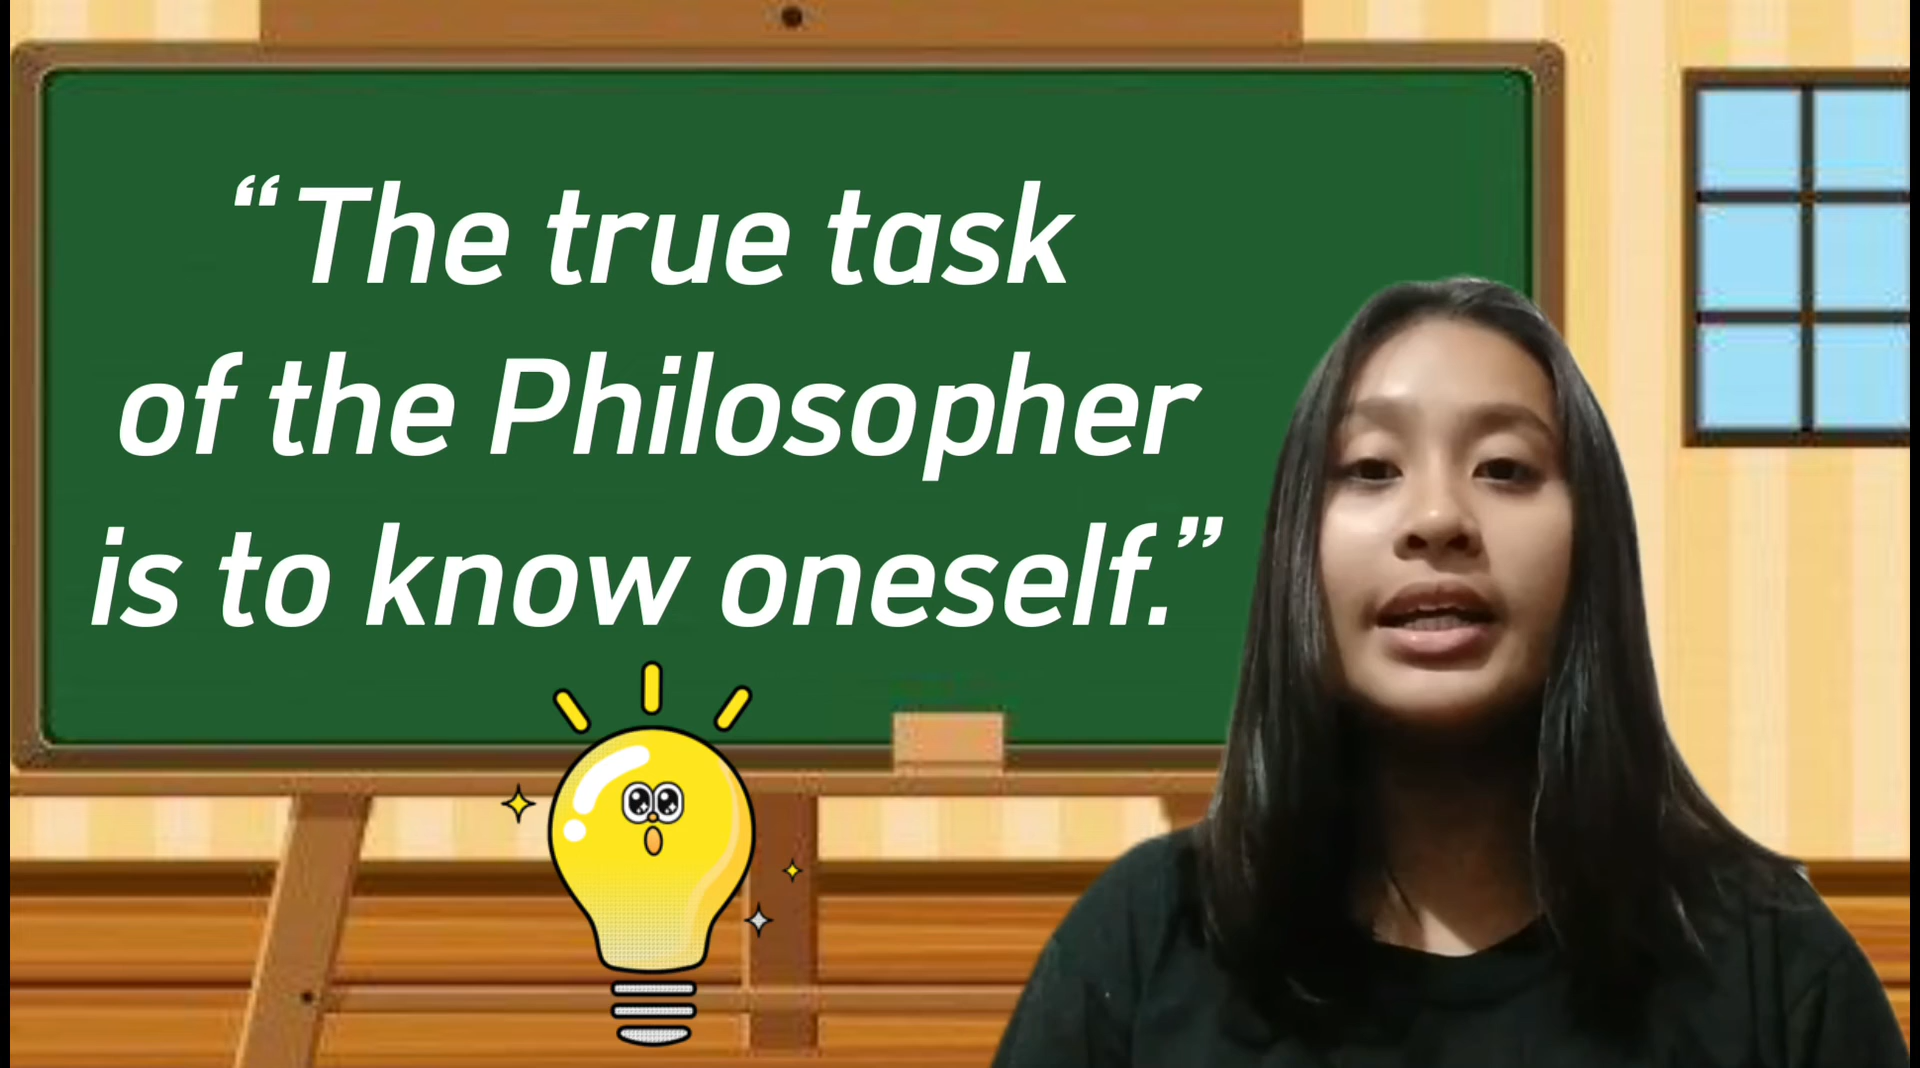 “The true task
of the Philosopher
is to know oneself.”